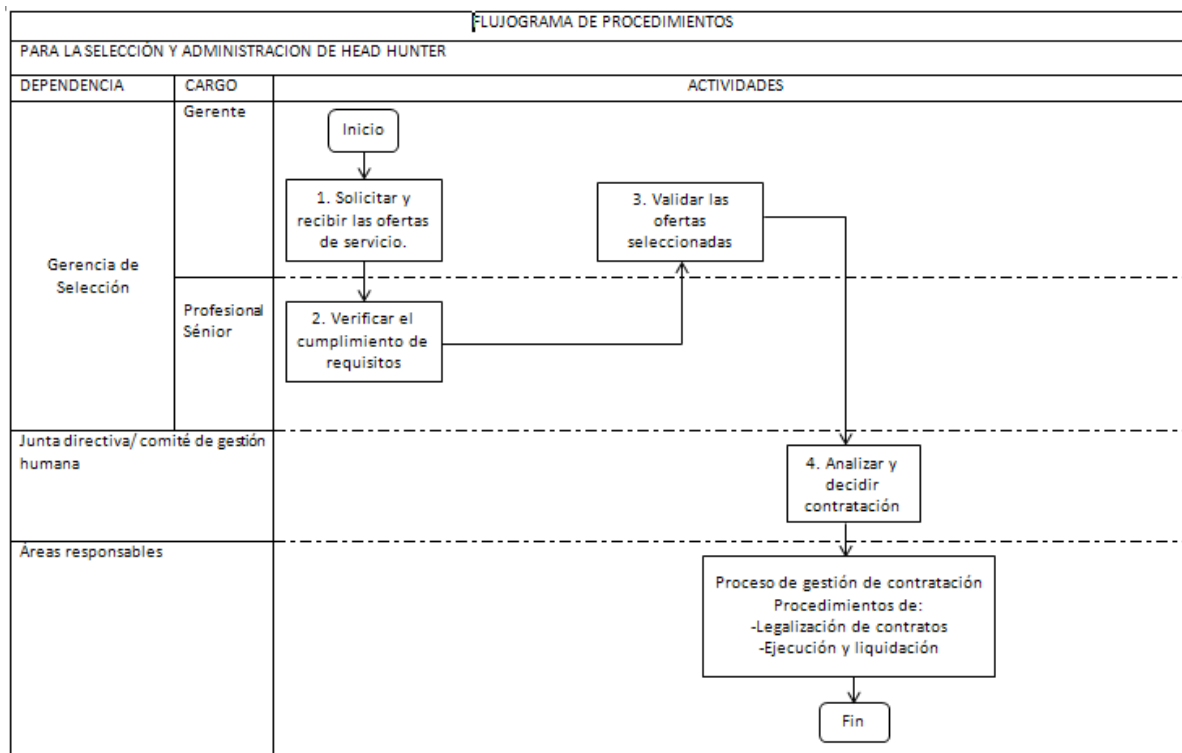 FLUJOGRAMA DE PROCEDIMIENTOS
PARA LA SELECCIÓN Y ADMINISTRACION DE HEAD HUNTER
DEPENDENCIA CARGO ACTIVIDADES
Gerente
Inicio
1. Solicitar y
recibir las ofertas
de servicio.
3. Validar las
ofertas
seleccionadas
Gerencia de
Selección
Profesional
Sénior
2. Verificar el
cumplimiento de
requisitos
Junta directiva/ comité de gestión
humana
4. Analizar y
decidir
contratación
Áreas responsables
Proceso de gestión de contratación
Procedimientos de:
-Legalización de contratos
-Ejecución y liquidación
Fin